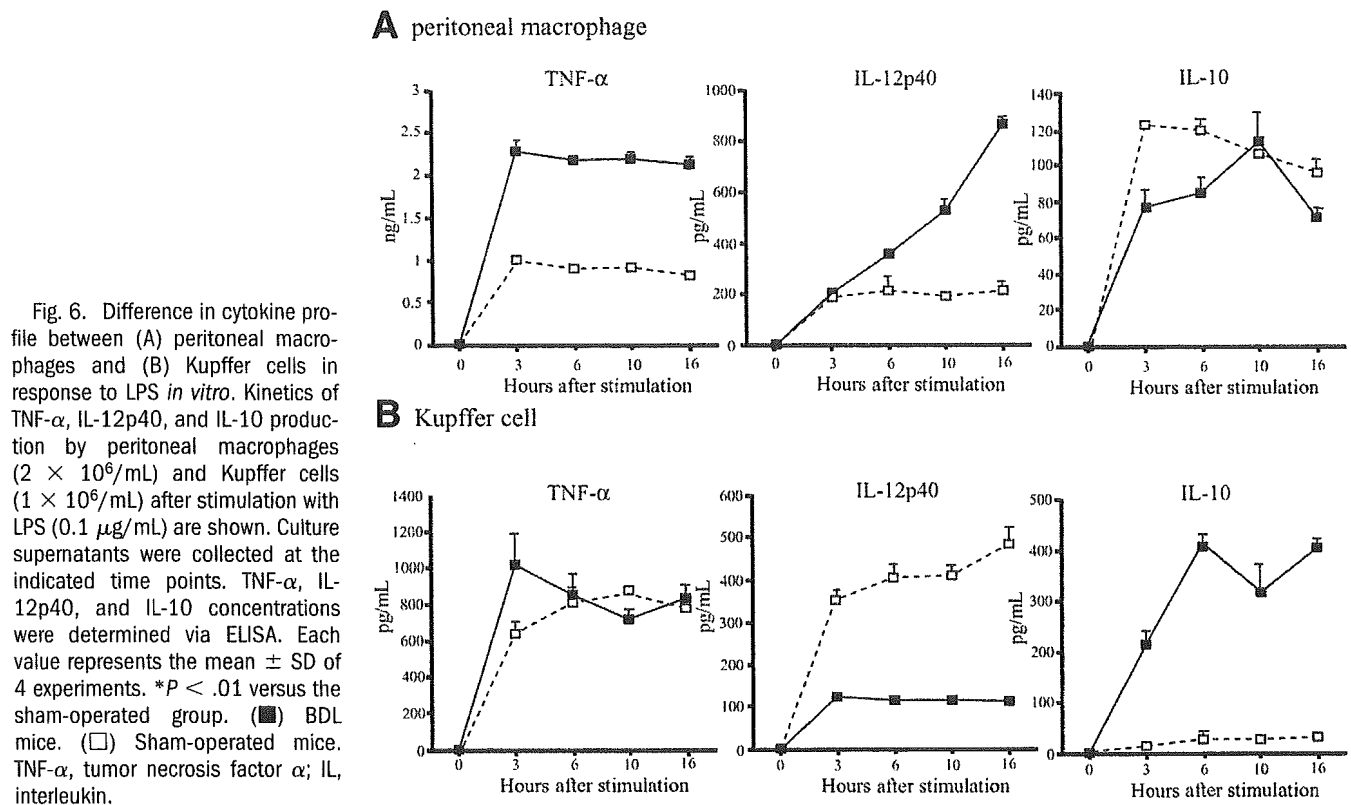 A peritoneal macrophage
TNF-α
3
2.5
2
1.5
1
0.5
0
ng/mL
0 3 6 10 16
Hours after stimulation
IL-12p40
1000
800
600
400
200
0
pg/mL
0 3 6 10 16
Hours after stimulation
IL-10
140
120
100
80
60
40
20
0
pg/mL
0 3 6 10 16
Hours after stimulation
Fig. 6. Difference in cytokine pro-
file between (A) peritoneal macro-
phages and (B) Kupffer cells in
response to LPS in vitro. Kinetics of
TNF-α, IL-12p40, and IL-10 produc-
tion by peritoneal macrophages
(2 × 10⁶/mL) and Kupffer cells
(1 × 10⁶/mL) after stimulation with
LPS (0.1 μg/mL) are shown. Culture
supernatants were collected at the
indicated time points. TNF-α, IL-
12p40, and IL-10 concentrations
were determined via ELISA. Each
value represents the mean ± SD of
4 experiments. *P < .01 versus the
sham-operated group. (■) BDL
mice. (□) Sham-operated mice.
TNF-α, tumor necrosis factor α; IL,
interleukin.
B Kupffer cell
TNF-α
1400
1200
1000
800
600
400
200
0
pg/mL
0 3 6 10 16
Hours after stimulation
IL-12p40
600
500
400
300
200
100
0
pg/mL
0 3 6 10 16
Hours after stimulation
IL-10
500
400
300
200
100
0
pg/mL
0 3 6 10 16
Hours after stimulation